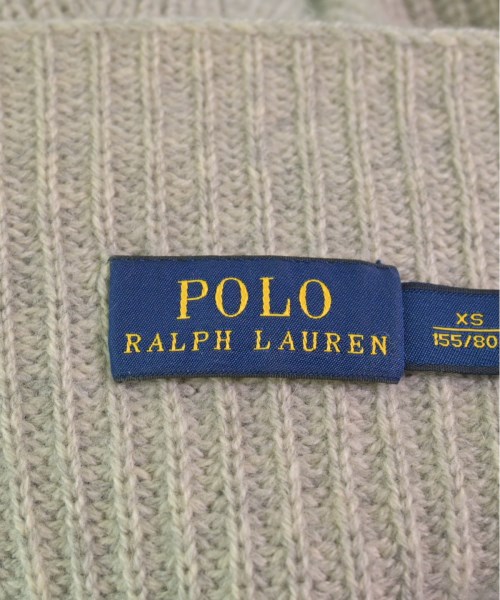 POLO
RALPH LAUREN
XS
155/80